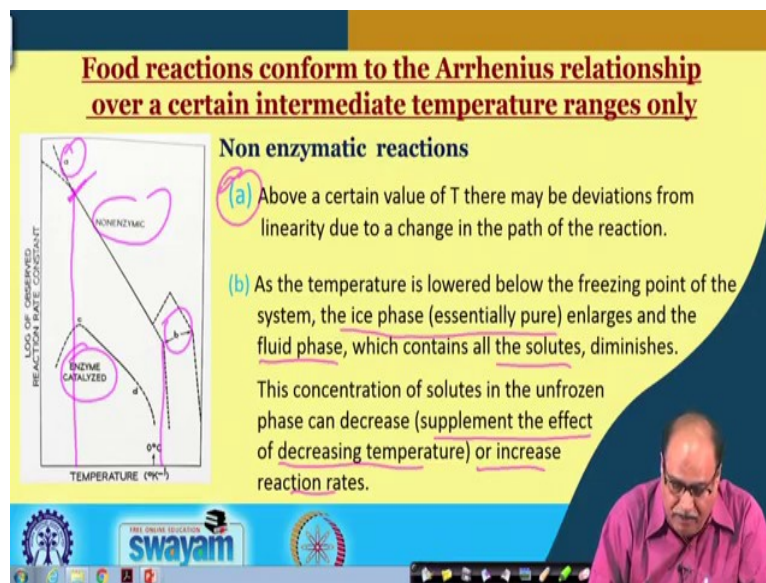 Food reactions conform to the Arrhenius relationship
over a certain intermediate temperature ranges only
Non enzymatic reactions
(a) Above a certain value of T there may be deviations from
linearity due to a change in the path of the reaction.
(b) As the temperature is lowered below the freezing point of the
system, the ice phase (essentially pure) enlarges and the
fluid phase, which contains all the solutes, diminishes.
This concentration of solutes in the unfrozen
phase can decrease (supplement the effect
of decreasing temperature) or increase
reaction rates.
LOG OF OBSERVED
REACTION RATE CONSTANT
a
NONENZYMIC
b
c
ENZYME
CATALYZED
d
0°C
TEMPERATURE (°K⁻¹)
FREE ONLINE EDUCATION
swayam